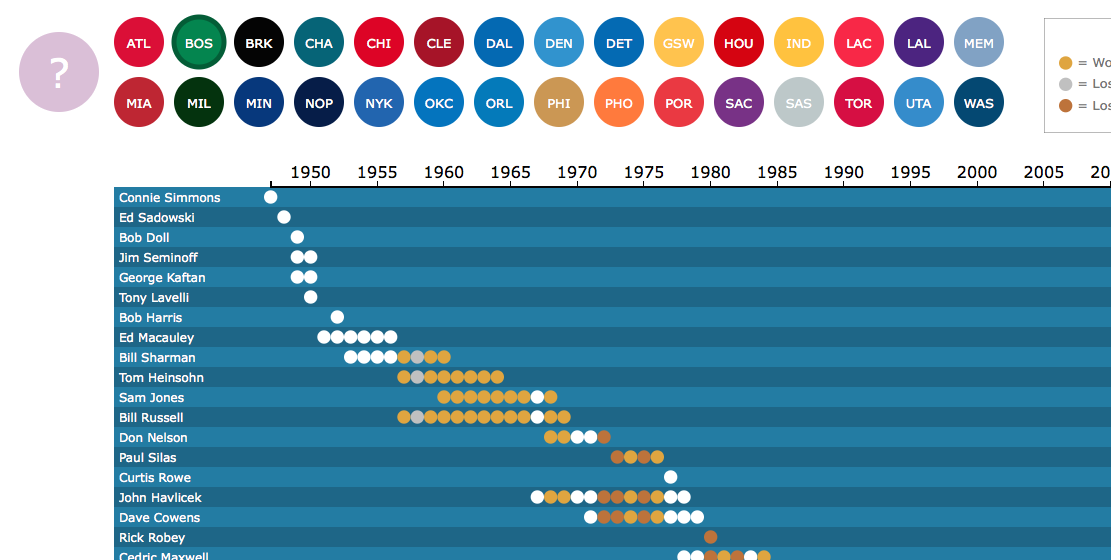 ?
ATL BOS BRK CHA CHI CLE DAL DEN DET GSW HOU IND LAC LAL MEM
MIA MIL MIN NOP NYK OKC ORL PHI PHO POR SAC SAS TOR UTA WAS
= Wo
= Los
= Los
1950 1955 1960 1965 1970 1975 1980 1985 1990 1995 2000 2005 20
Connie Simmons
Ed Sadowski
Bob Doll
Jim Seminoff
George Kaftan
Tony Lavelli
Bob Harris
Ed Macauley
Bill Sharman
Tom Heinsohn
Sam Jones
Bill Russell
Don Nelson
Paul Silas
Curtis Rowe
John Havlicek
Dave Cowens
Rick Robey
Cedric Maxwell